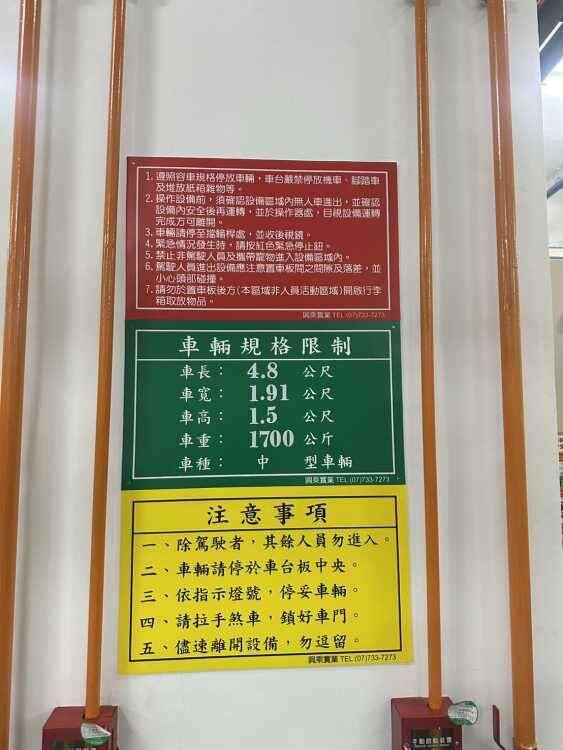 1. 遵照容車規格停放車輛，車台嚴禁停放機車、腳踏車
及堆放紙箱雜物等。
2. 操作設備前，須確認設備區域內無人車進出，並確認
設備內安全後再運轉，並於操作器處，目視設備運轉
完成方可離開。
3. 車輛請停至擋輪桿處，並收後視鏡。
4. 緊急情況發生時，請按紅色緊急停止鈕。
5. 禁止非駕駛人員及攜帶寵物進入設備區域內。
6. 駕駛人員進出設備應注意置車板間之間隙及落差，並
小心頭部碰撞。
7. 請勿於置車板後方(本區域非人員活動區域)開啟行李
箱取放物品。
興東實業 TEL:(07)733-7273
車輛規格限制
車長： 4.8 公尺
車寬： 1.91 公尺
車高： 1.5 公尺
車重： 1700 公斤
車種： 中 型車輛
興東實業 TEL:(07)733-7273
注意事項
一、除駕駛者，其餘人員勿進入。
二、車輛請停於車台板中央。
三、依指示燈號，停妥車輛。
四、請拉手煞車，鎖好車門。
五、儘速離開設備，勿逗留。
興東實業 TEL:(07)733-7273
手動啟動裝置